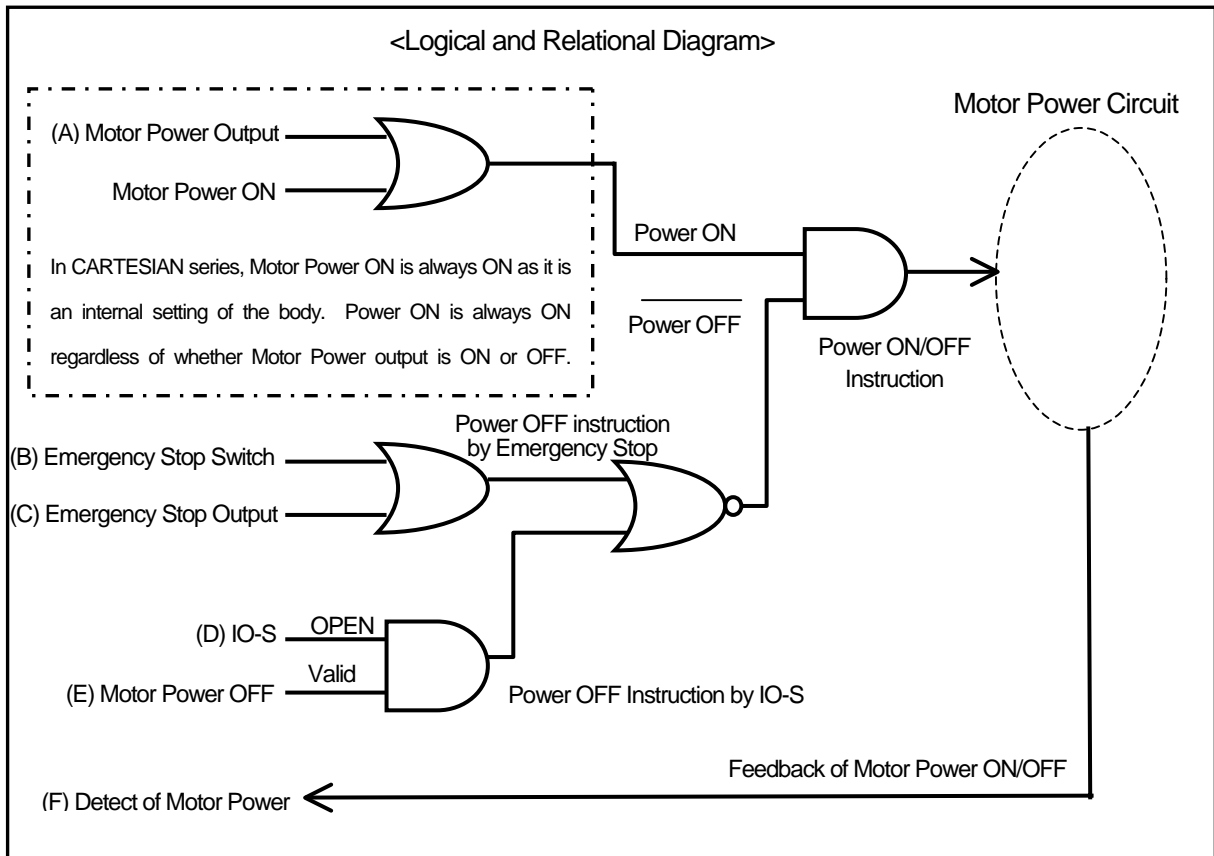 <Logical and Relational Diagram>
Motor Power Circuit
(A) Motor Power Output
Motor Power ON
In CARTESIAN series, Motor Power ON is always ON as it is
an internal setting of the body. Power ON is always ON
regardless of whether Motor Power output is ON or OFF.
Power ON
Power OFF
Power ON/OFF
Instruction
Power OFF instruction
by Emergency Stop
(B) Emergency Stop Switch
(C) Emergency Stop Output
(D) IO-S
OPEN
Valid
(E) Motor Power OFF
Power OFF Instruction by IO-S
Feedback of Motor Power ON/OFF
(F) Detect of Motor Power